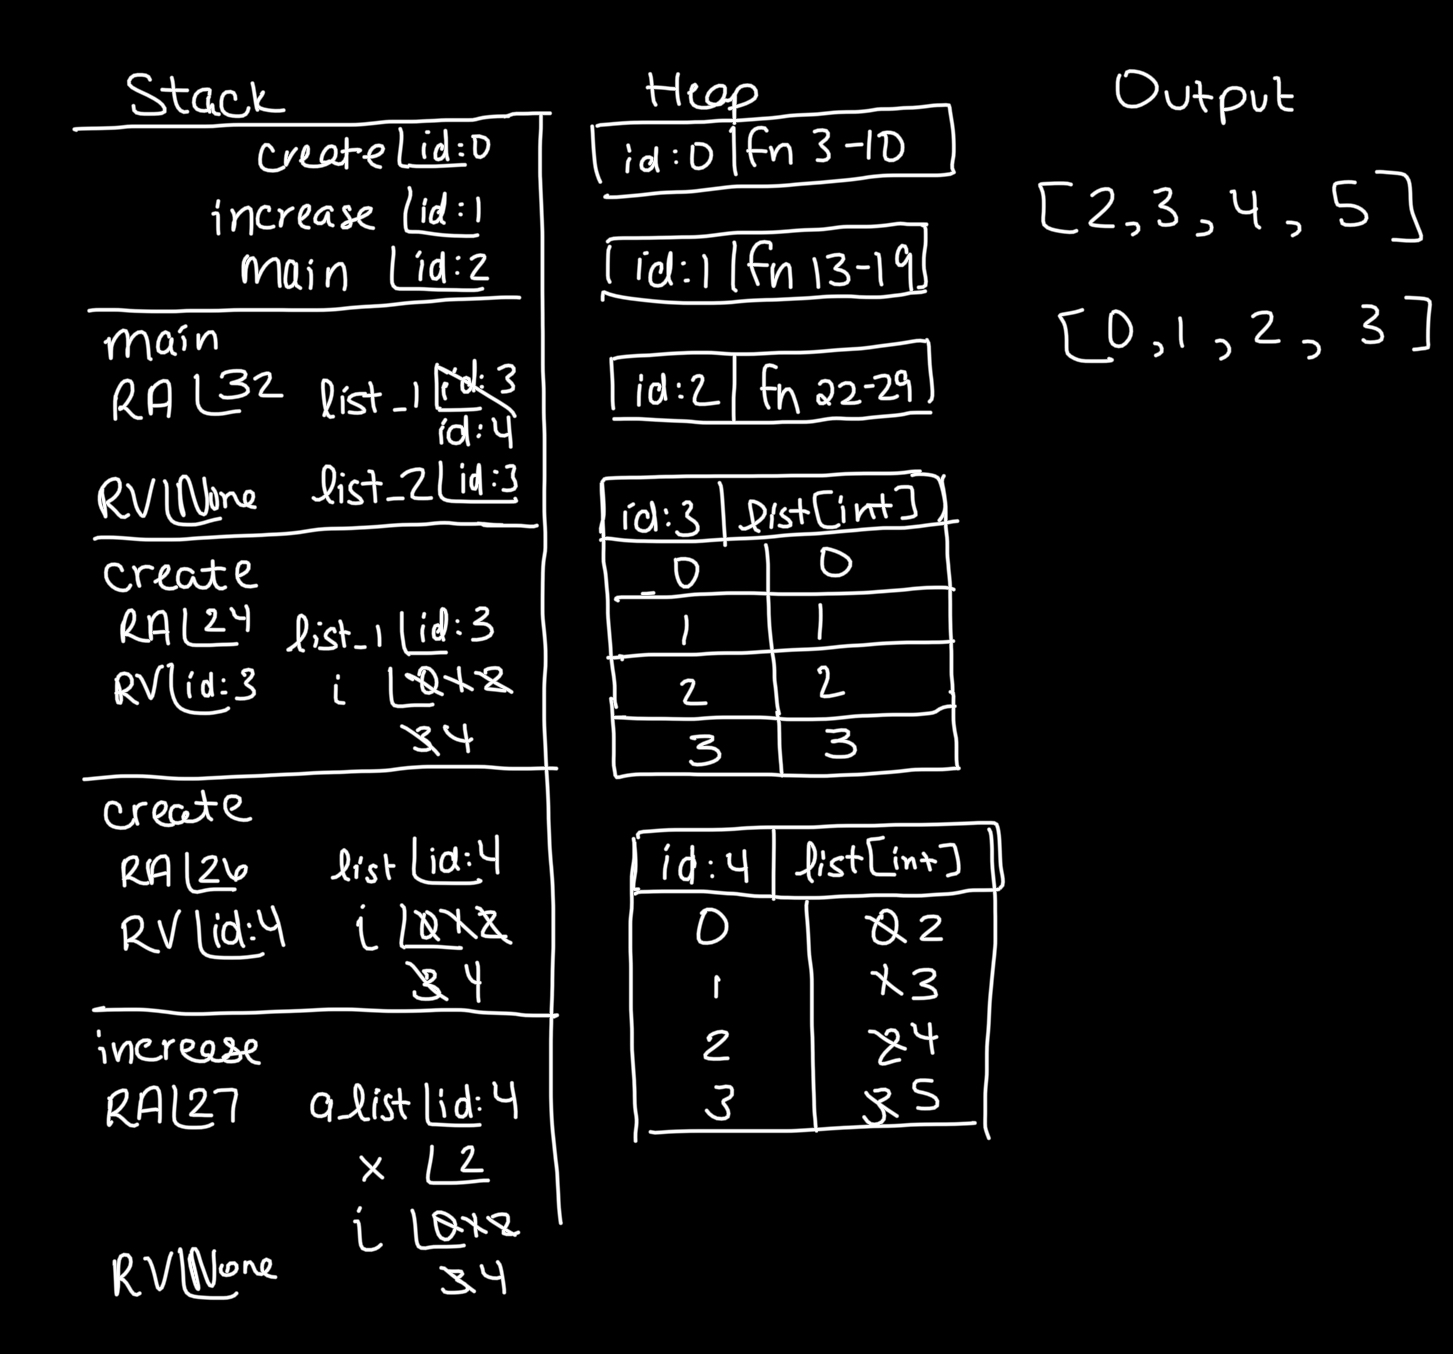 Stack
create id:0
increase id:1
main id:2
main
RA 32 list_1 id:3
id:4
RV None list_2 id:3
create
RA 24 list_1 id:3
RV id:3 i 0 1 2
3 4
create
RA 26 list id:4
RV id:4 i 0 1 2
3 4
increase
RA 27 alist id:4
x 2
i 0 1 2
RV None 3 4
Heap
id:0 fn 3-10
id:1 fn 13-19
id:2 fn 22-29
id:3 list[int]
0 0
1 1
2 2
3 3
id:4 list[int]
0 0 2
1 1 3
2 2 4
3 3 5
Output
[2,3,4,5]
[0,1,2,3]